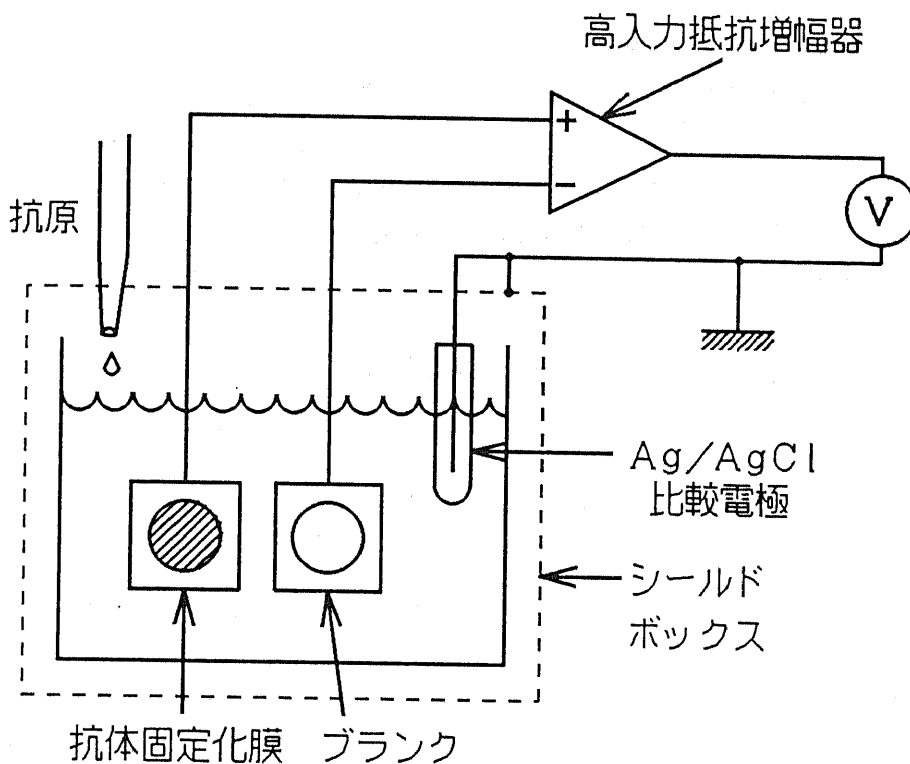 高入力抵抗増幅器
+
−
V
抗原
Ag/AgCl
比較電極
シールド
ボックス
抗体固定化膜
ブランク